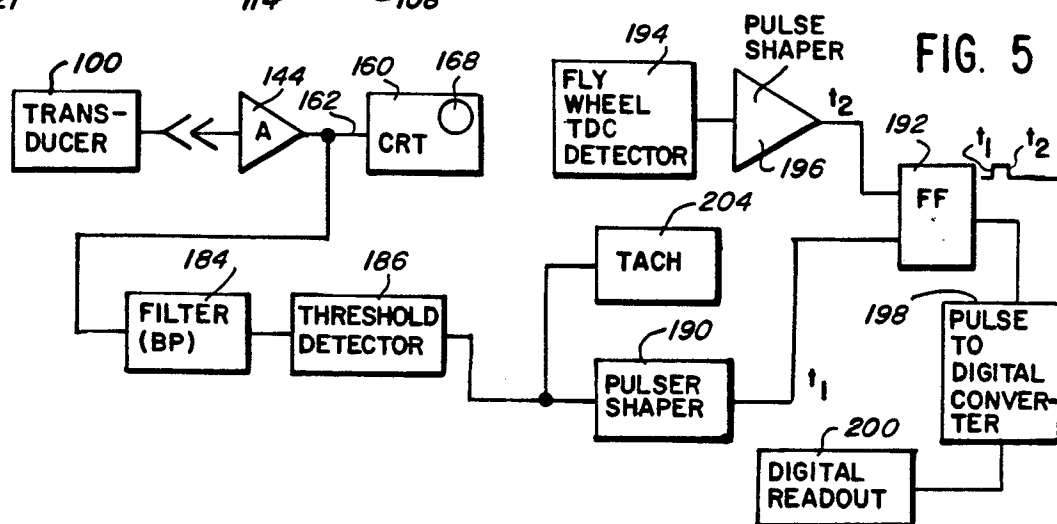 114
108
FIG. 5
100
TRANS-
DUCER
144
A
162
160
CRT
168
194
FLY
WHEEL
TDC
DETECTOR
PULSE
SHAPER
196
t2
192
FF
t1
t2
184
FILTER
(BP)
186
THRESHOLD
DETECTOR
204
TACH
190
PULSER
SHAPER
t1
198
PULSE
TO
DIGITAL
CONVER-
TER
200
DIGITAL
READOUT